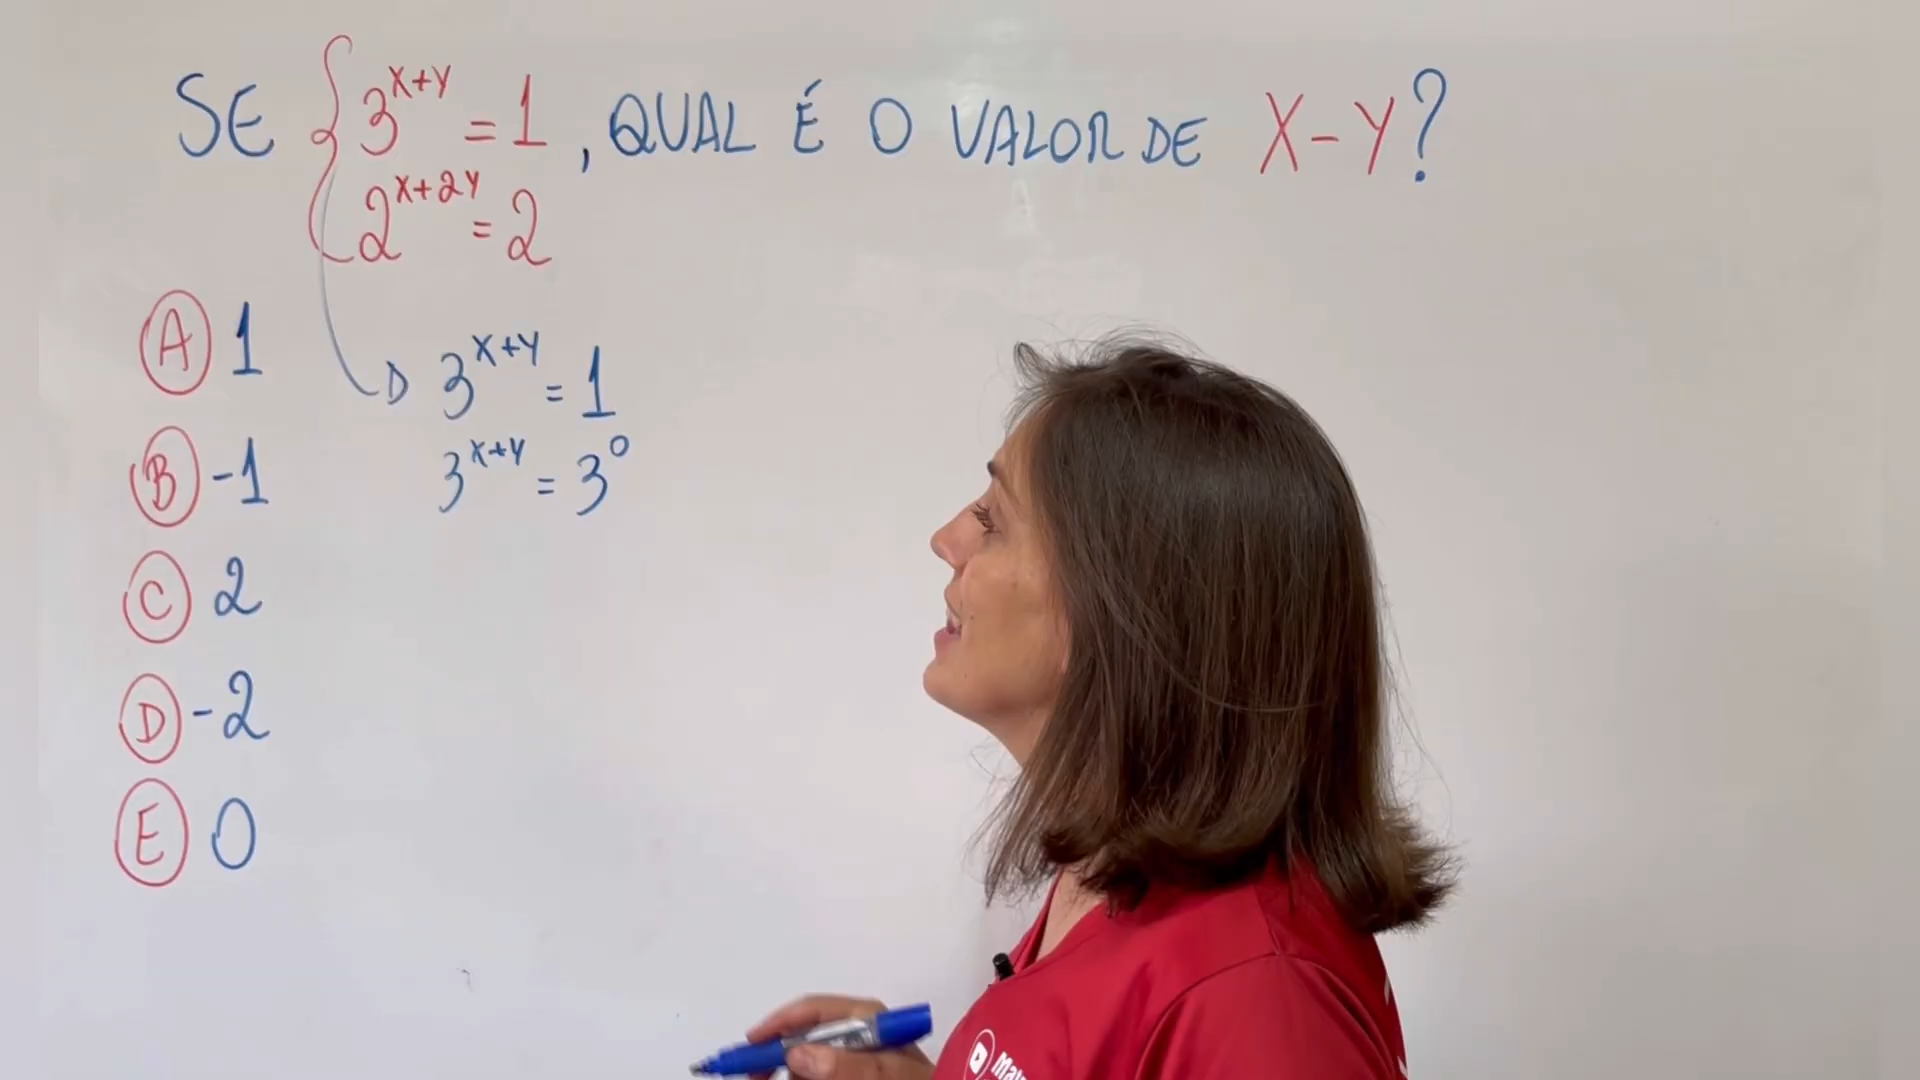 SE { 3^{X+Y} = 1 , QUAL É O VALOR DE X-Y?
2^{X+2Y} = 2
A 1
3^{X+Y} = 1
B -1
3^{X+Y} = 3^0
C 2
D -2
E 0